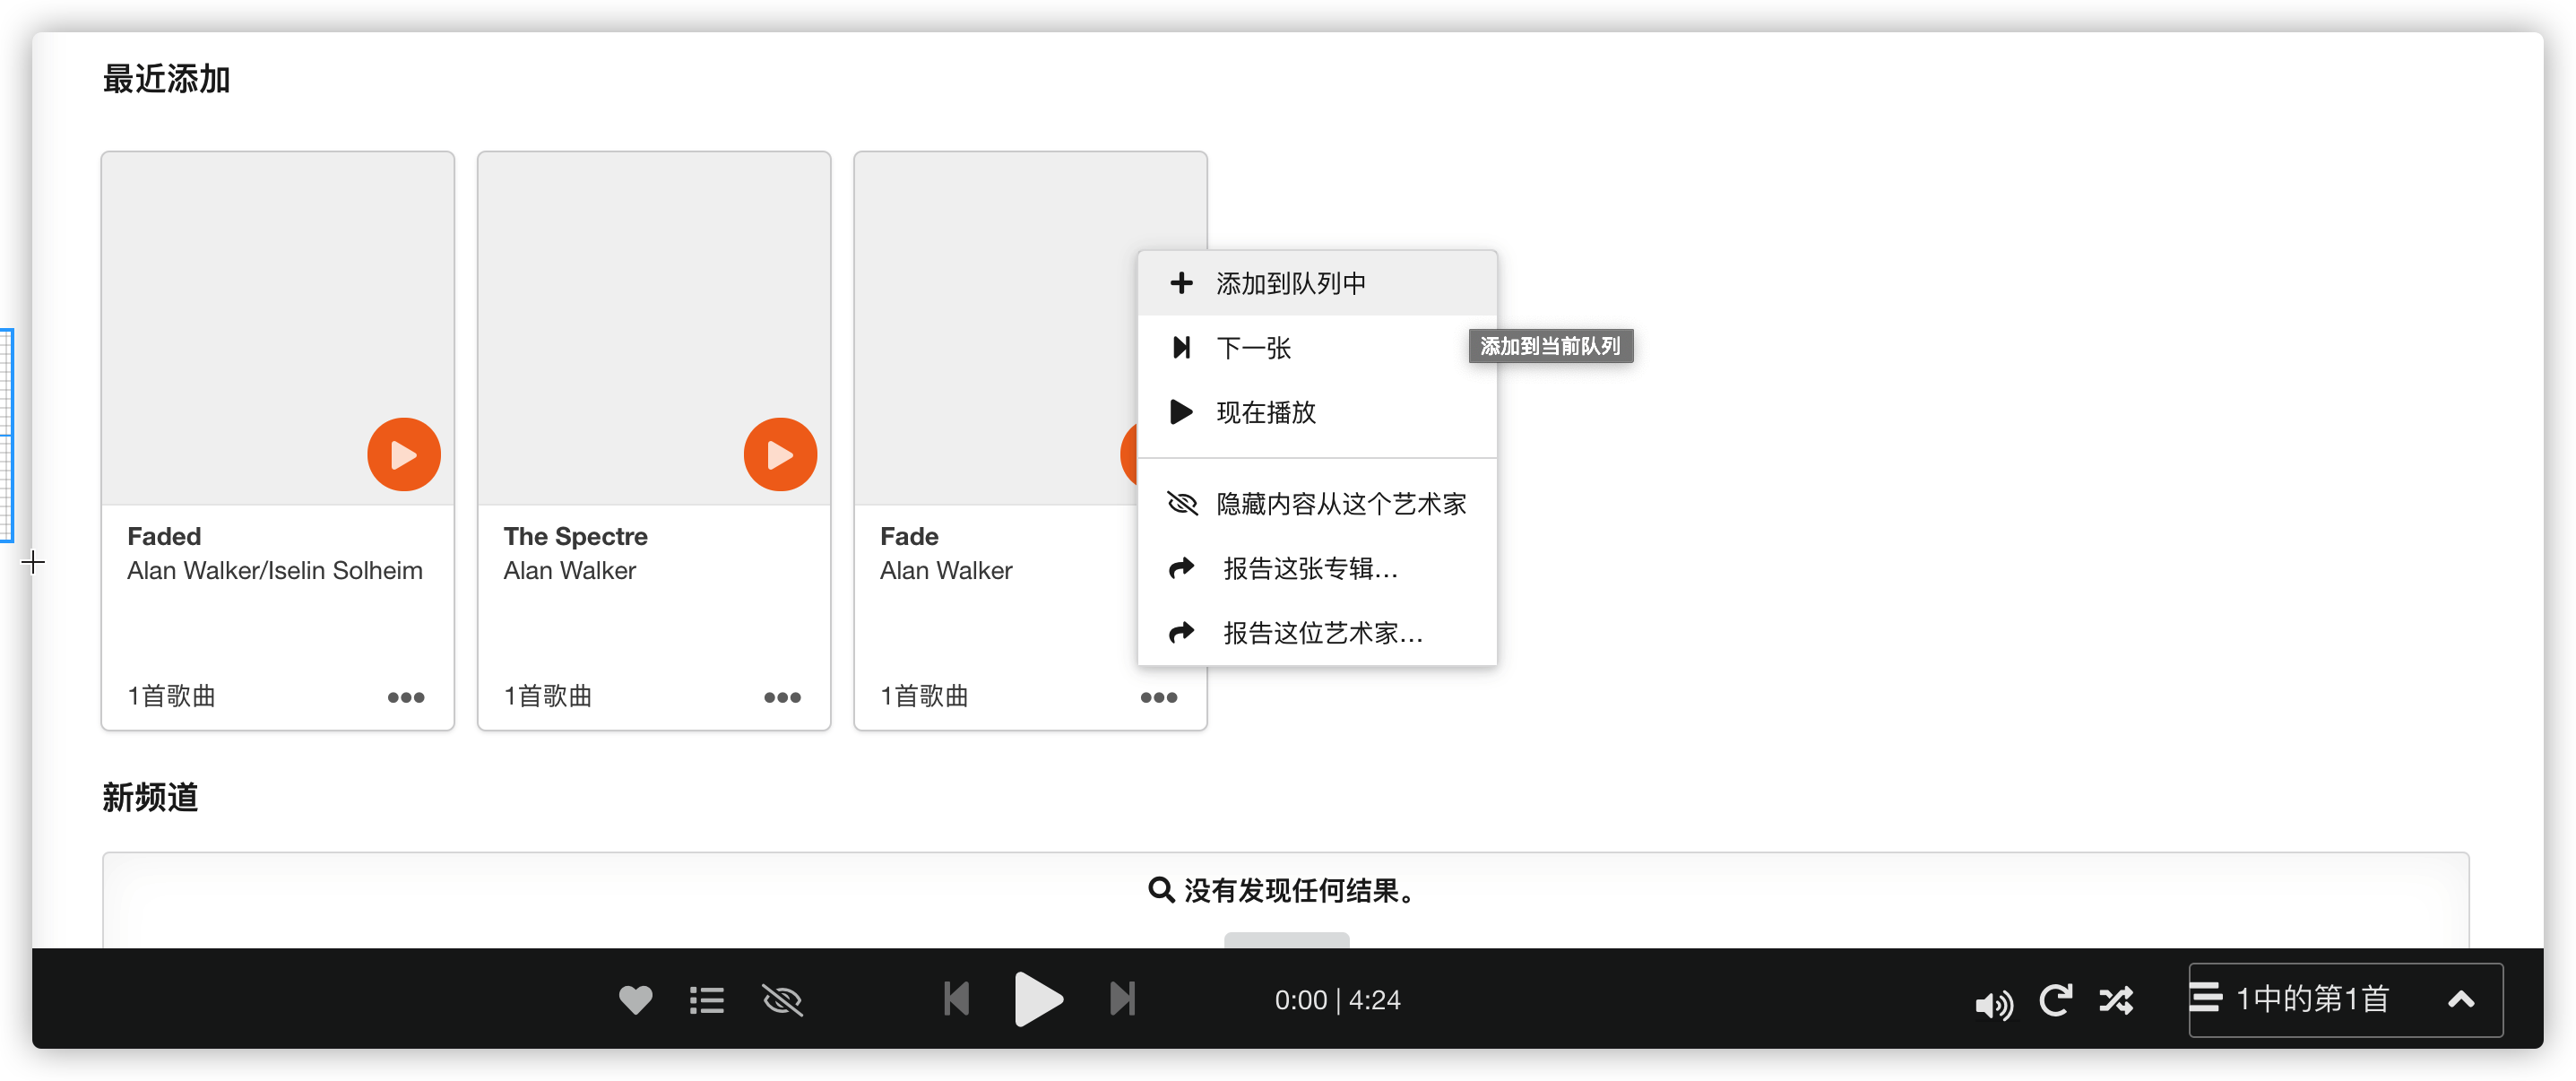 最近添加
Faded
Alan Walker/Iselin Solheim
1首歌曲
The Spectre
Alan Walker
1首歌曲
Fade
Alan Walker
1首歌曲
添加到队列中
下一张
现在播放
隐藏内容从这个艺术家
报告这张专辑…
报告这位艺术家…
添加到当前队列
新频道
没有发现任何结果。
0:00 | 4:24
1中的第1首